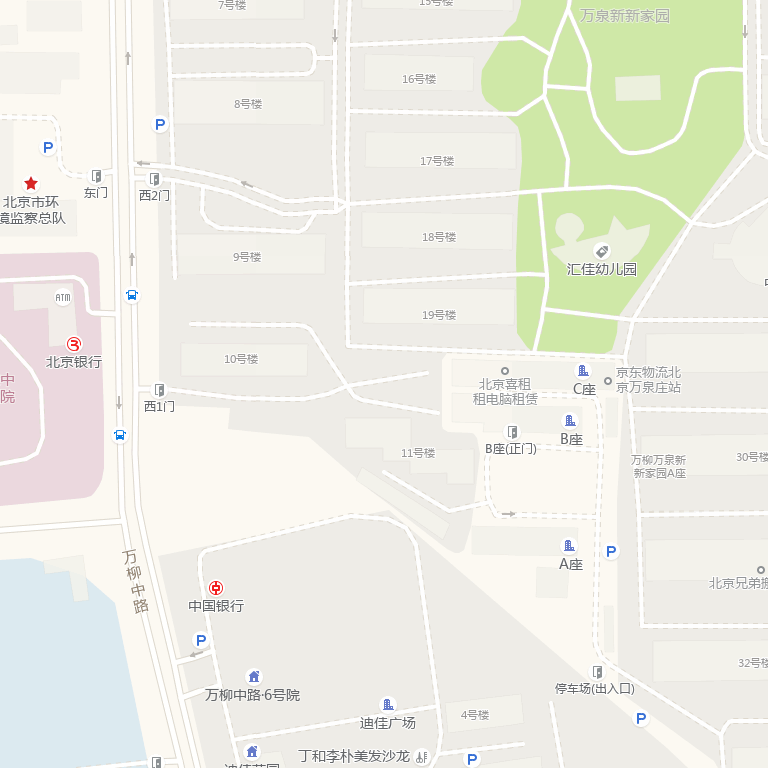 7号楼
15号楼
万泉新新家园
16号楼
8号楼
P
17号楼
P
东门
西2门
北京市环
境监察总队
18号楼
9号楼
汇佳幼儿园
ATM
19号楼
北京银行
10号楼
中
院
北京喜租
租电脑租赁
C座
京东物流北
京万泉庄站
西1门
B座
B座(正门)
11号楼
30号楼
万柳万泉新
新家园A座
P
A座
万柳中路
北京兄弟搬
中国银行
P
32号楼
停车场(出入口)
万柳中路·6号院
4号楼
P
迪佳广场
丁和李朴美发沙龙
P